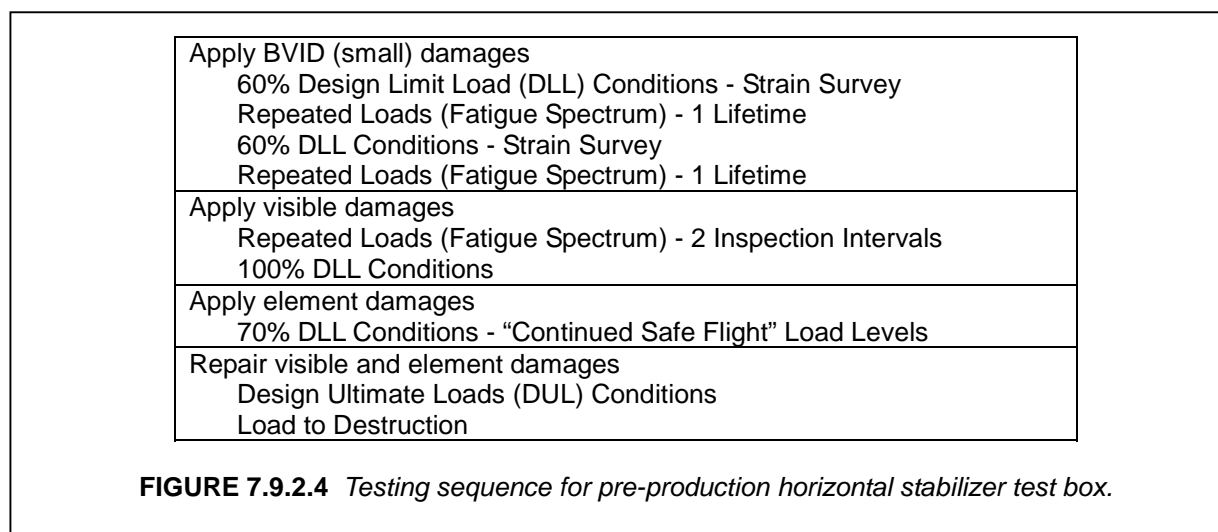 Apply BVID (small) damages
60% Design Limit Load (DLL) Conditions - Strain Survey
Repeated Loads (Fatigue Spectrum) - 1 Lifetime
60% DLL Conditions - Strain Survey
Repeated Loads (Fatigue Spectrum) - 1 Lifetime
Apply visible damages
Repeated Loads (Fatigue Spectrum) - 2 Inspection Intervals
100% DLL Conditions
Apply element damages
70% DLL Conditions - “Continued Safe Flight” Load Levels
Repair visible and element damages
Design Ultimate Loads (DUL) Conditions
Load to Destruction
FIGURE 7.9.2.4 Testing sequence for pre-production horizontal stabilizer test box.